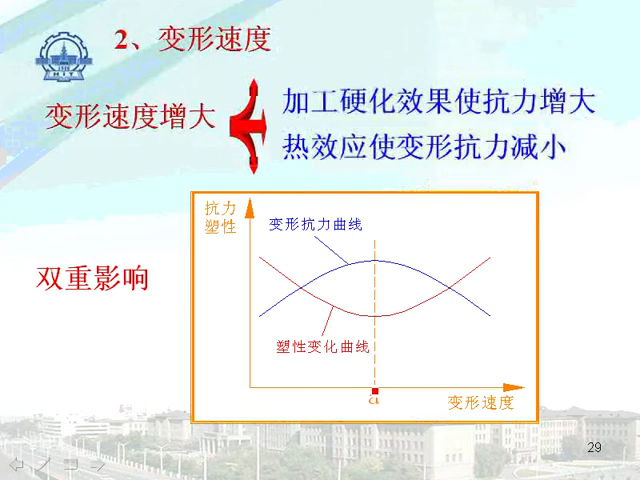 2、变形速度
变形速度增大
加工硬化效果使抗力增大
热效应使变形抗力减小
双重影响
抗力
塑性
变形抗力曲线
塑性变化曲线
a
变形速度
29
HIT